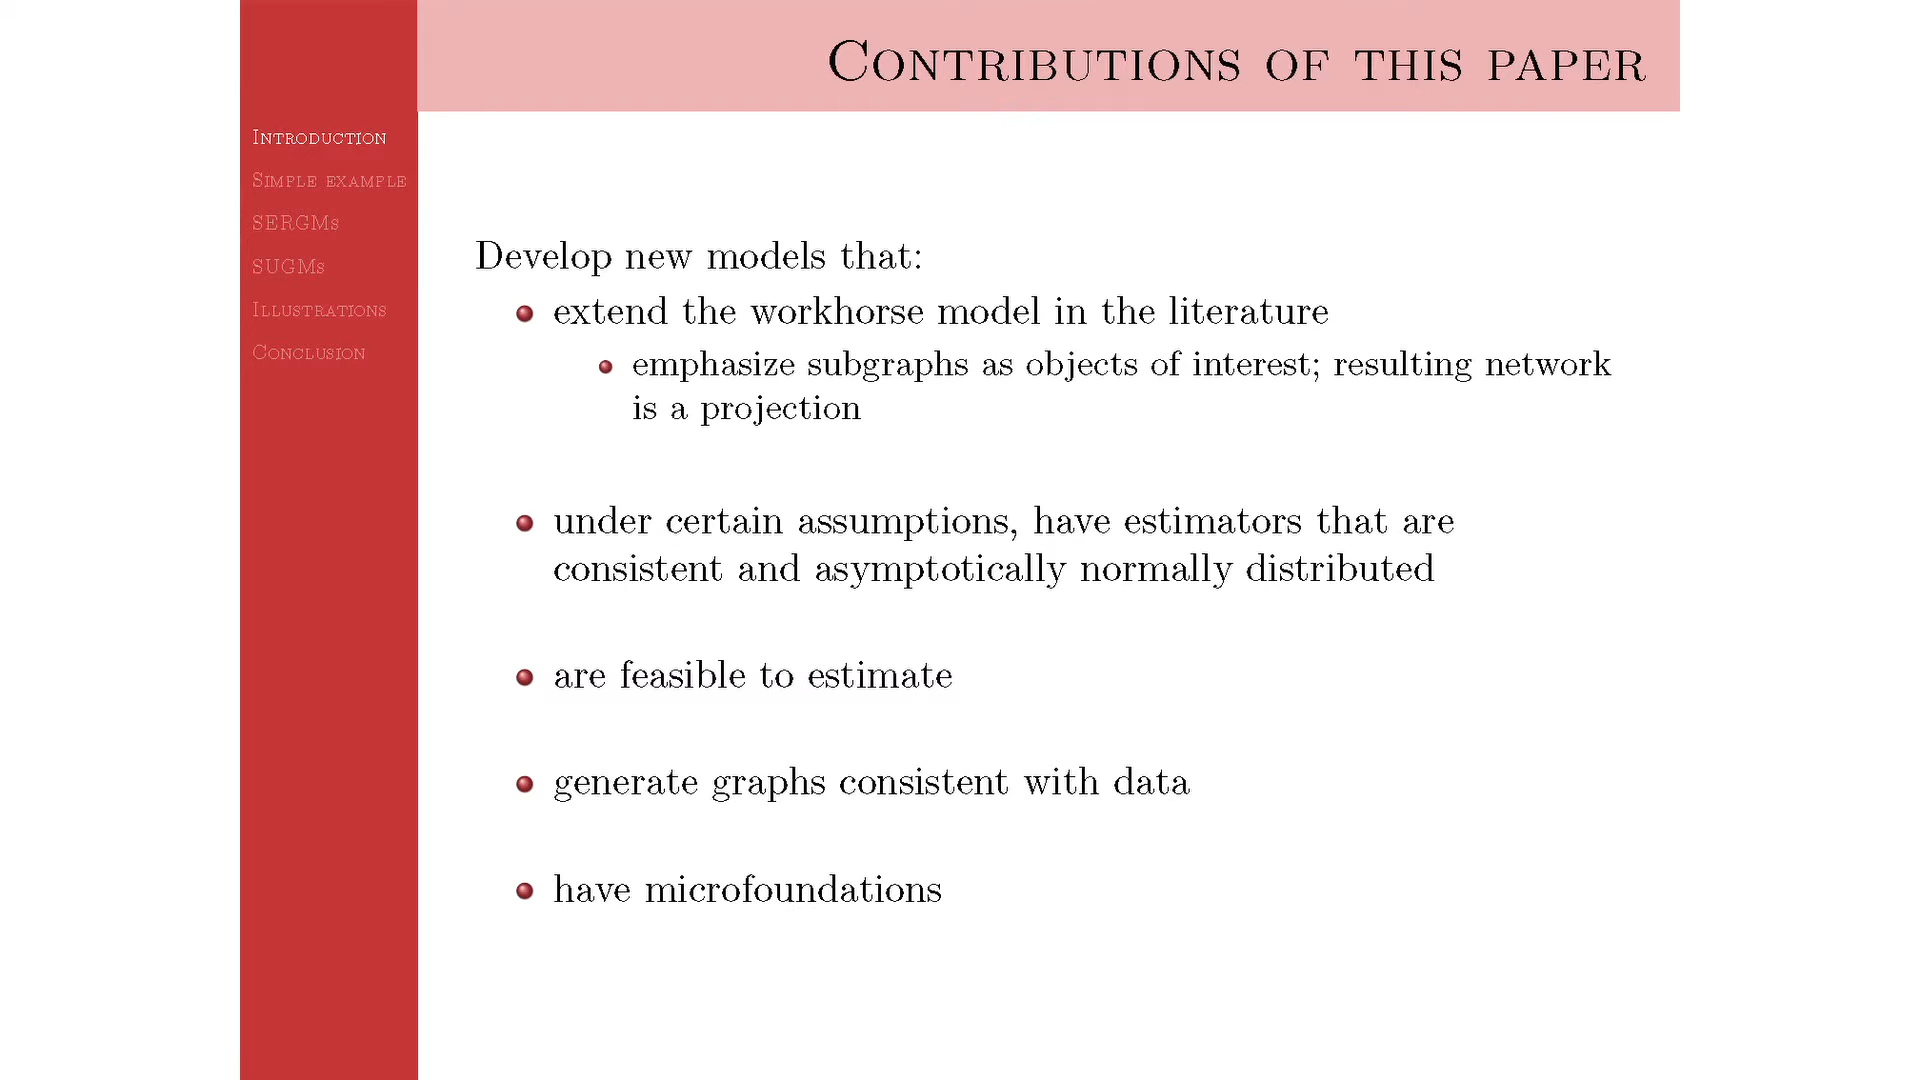 Contributions of this paper
Introduction
Simple example
SERGMs
SUGMs
Illustrations
Conclusion
Develop new models that:
extend the workhorse model in the literature
emphasize subgraphs as objects of interest; resulting network
is a projection
under certain assumptions, have estimators that are
consistent and asymptotically normally distributed
are feasible to estimate
generate graphs consistent with data
have microfoundations